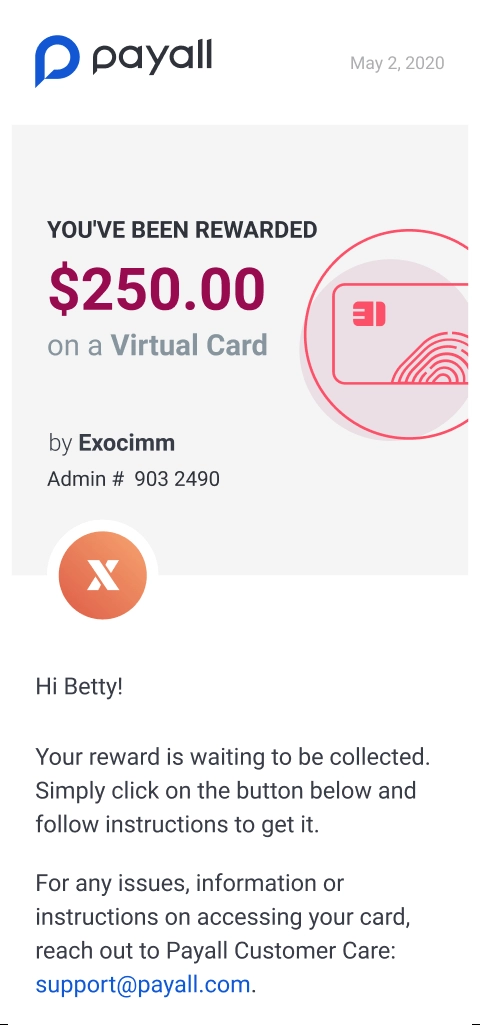 payall
May 2, 2020
YOU'VE BEEN REWARDED
$250.00
on a Virtual Card
by Exocimm
Admin # 903 2490
X
Hi Betty!
Your reward is waiting to be collected.
Simply click on the button below and
follow instructions to get it.
For any issues, information or
instructions on accessing your card,
reach out to Payall Customer Care:
support@payall.com.